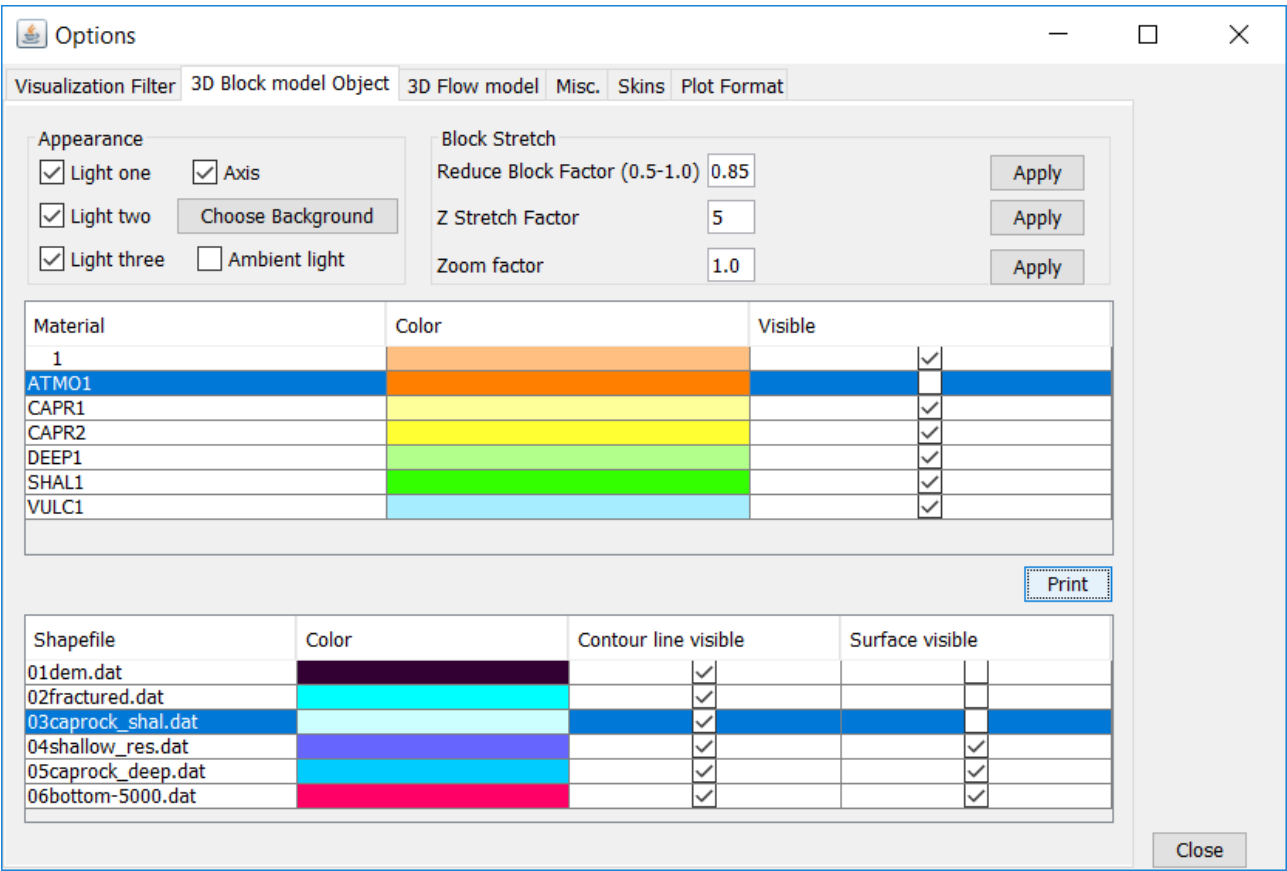 Options
Visualization Filter 3D Block model Object 3D Flow model Misc. Skins Plot Format
Appearance
Light one Axis
Light two Choose Background
Light three Ambient light
Block Stretch
Reduce Block Factor (0.5-1.0) 0.85 Apply
Z Stretch Factor 5 Apply
Zoom factor 1.0 Apply
Material Color Visible
1
ATMO1
CAPR1
CAPR2
DEEP1
SHAL1
VULC1
Print
Shapefile Color Contour line visible Surface visible
01dem.dat
02fractured.dat
03caprock_shal.dat
04shallow_res.dat
05caprock_deep.dat
06bottom-5000.dat
Close